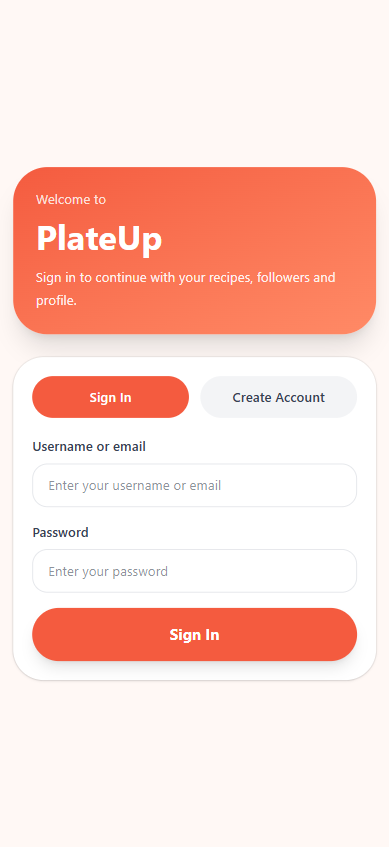 Welcome to
PlateUp
Sign in to continue with your recipes, followers and
profile.
Sign In
Create Account
Username or email
Enter your username or email
Password
Enter your password
Sign In